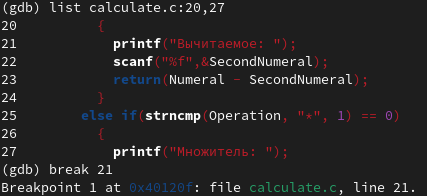 (gdb) list calculate.c:20,27
20 {
21 printf("Вычитаемое: ");
22 scanf("%f",&SecondNumeral);
23 return(Numeral - SecondNumeral);
24 }
25 else if(strncmp(Operation, "*", 1) == 0)
26 {
27 printf("Множитель: ");
(gdb) break 21
Breakpoint 1 at 0x40120f: file calculate.c, line 21.